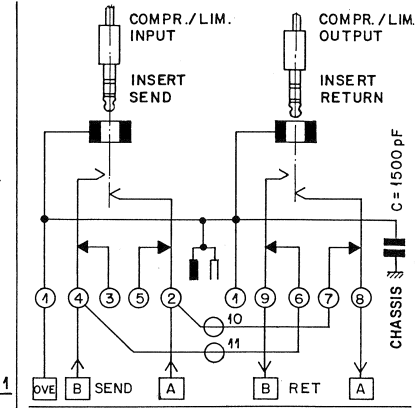 COMPR./LIM. INPUT
COMPR./LIM. OUTPUT
INSERT SEND
INSERT RETURN
C = 1500 pF
CHASSIS
1 4 3 5 2 1 9 6 7 8
10
11
1
OVE B SEND A B RET A